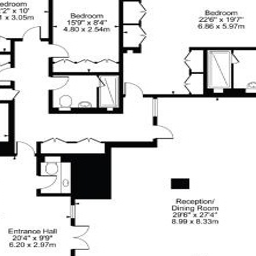 edroom
2" x 10'
x 3.05m
Bedroom
15'9" x 8'4"
4.80 x 2.54m
Bedroom
22'6" x 19'7"
6.86 x 5.97m
Reception/
Dining Room
29'6" x 27'4"
8.99 x 8.33m
Entrance Hall
20'4" x 9'9"
6.20 x 2.97m